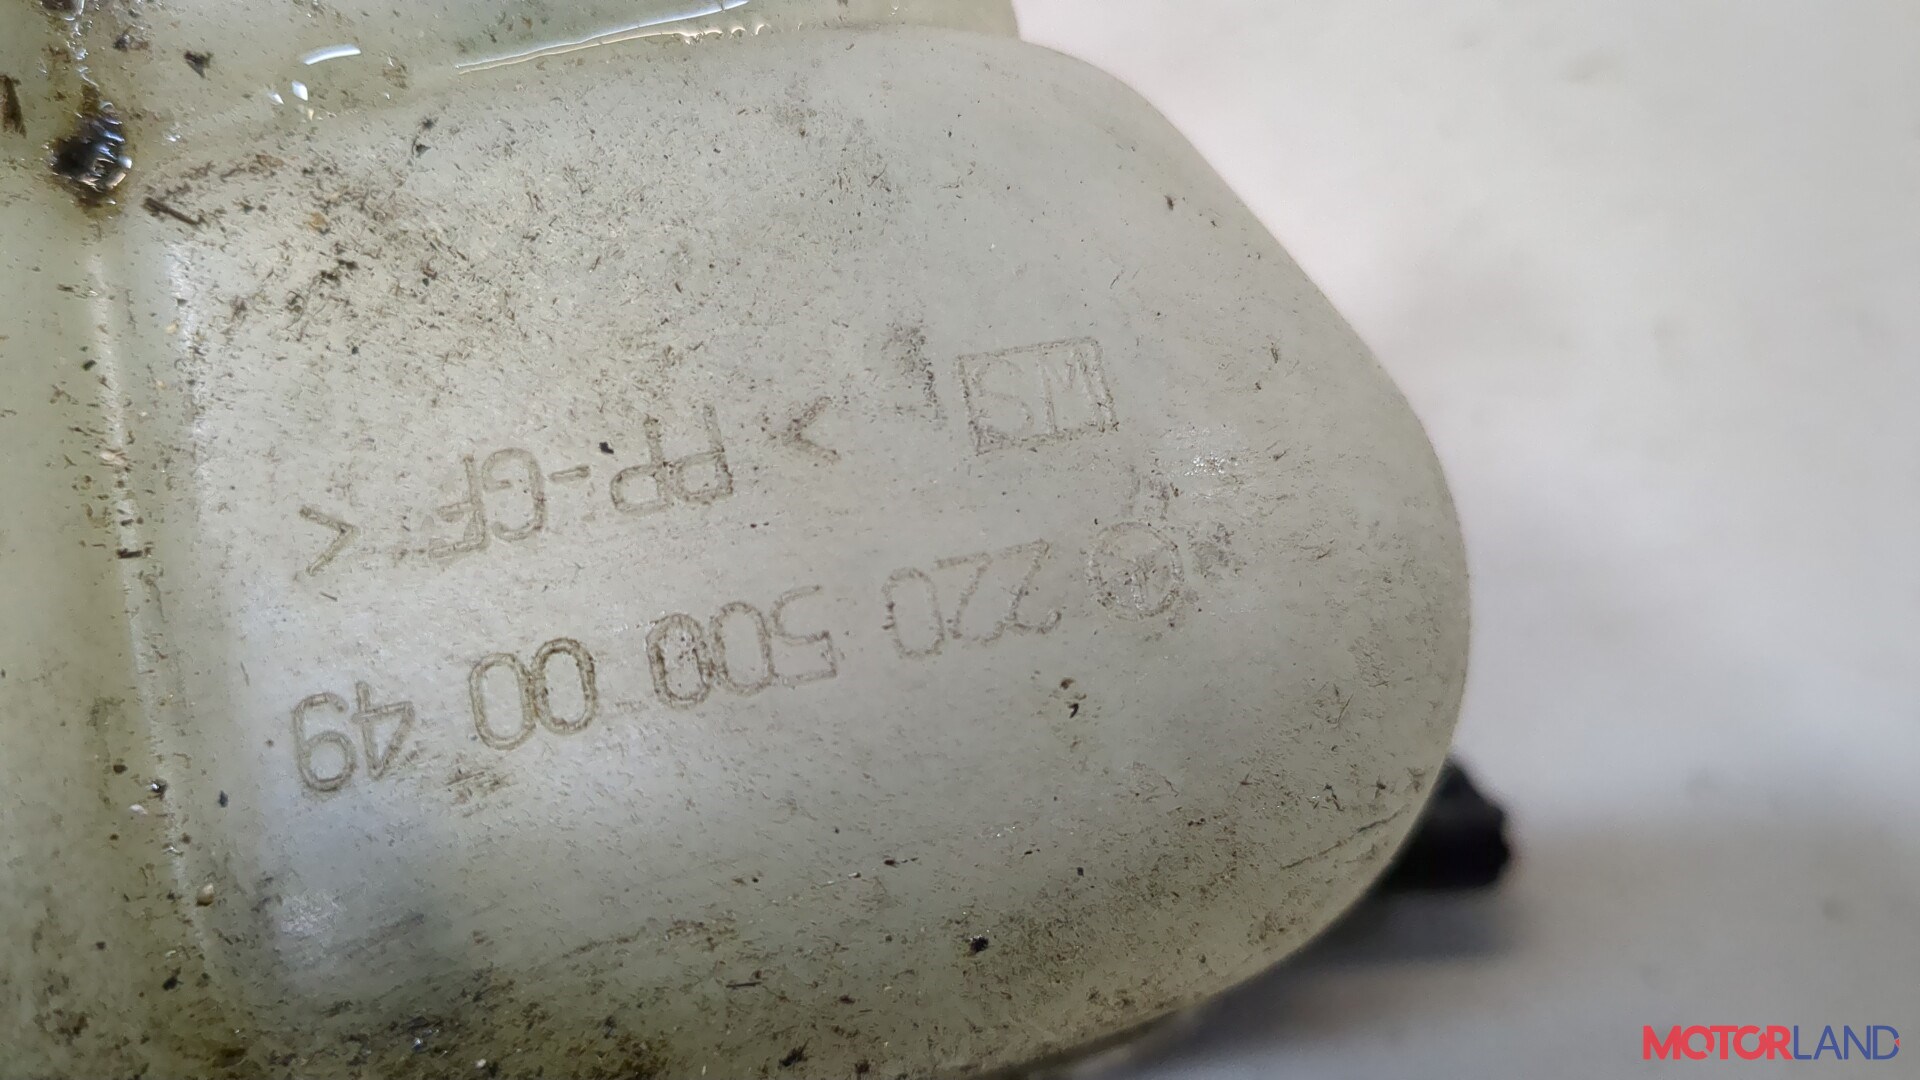 220 500 00 49
> PP-GF <
MOTORLAND